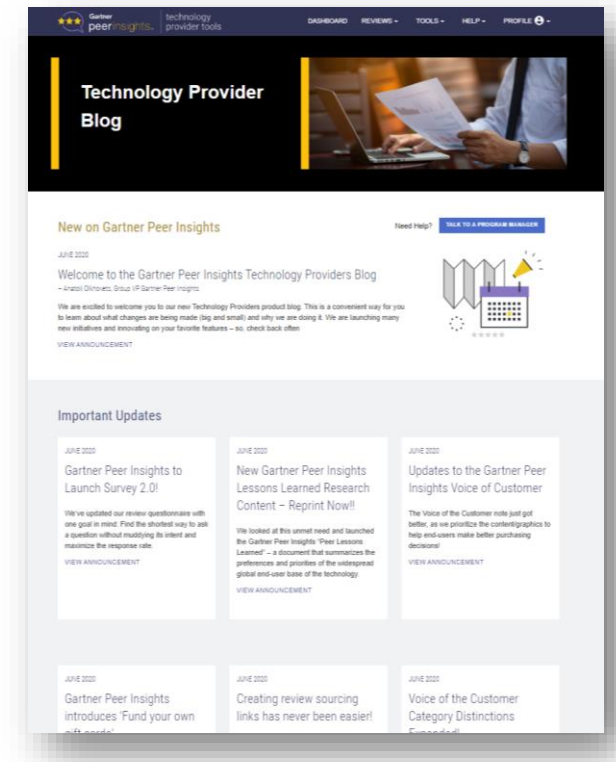 Gartner
peerinsights™
technology
provider tools
DASHBOARD REVIEWS TOOLS HELP PROFILE
Technology Provider
Blog
New on Gartner Peer Insights
Need Help? TALK TO A PROGRAM MANAGER
JUNE 2020
Welcome to the Gartner Peer Insights Technology Providers Blog
Group VP Gartner Peer Insights
We are excited to welcome you to our new Technology Providers product blog. This is a convenient way for you
to learn about what changes are being made (big and small) and why we are doing it. We are launching many
new initiatives and innovating on your favorite features – so, check back often
VIEW ANNOUNCEMENT
Important Updates
JUNE 2020
Gartner Peer Insights to
Launch Survey 2.0!
We've updated our review questionnaire with
one goal in mind: Find the shortest way to ask
a question without muddying its intent and
maximize the response rate.
VIEW ANNOUNCEMENT
JUNE 2020
New Gartner Peer Insights
Lessons Learned Research
Content – Reprint Now!!
We looked at this unmet need and launched
the Gartner Peer Insights "Peer Lessons
Learned" – a document that summarizes the
preferences and priorities of the widespread
global end-user base of the technology
VIEW ANNOUNCEMENT
JUNE 2020
Updates to the Gartner Peer
Insights Voice of Customer
The Voice of the Customer note just got
better, as we prioritize the content/graphics to
help end-users make better purchasing
decisions!
VIEW ANNOUNCEMENT
JUNE 2020
Gartner Peer Insights
introduces 'Fund your own
gift cards'
JUNE 2020
Creating review sourcing
links has never been easier!
JUNE 2020
Voice of the Customer
Category Distinctions
Expanded!